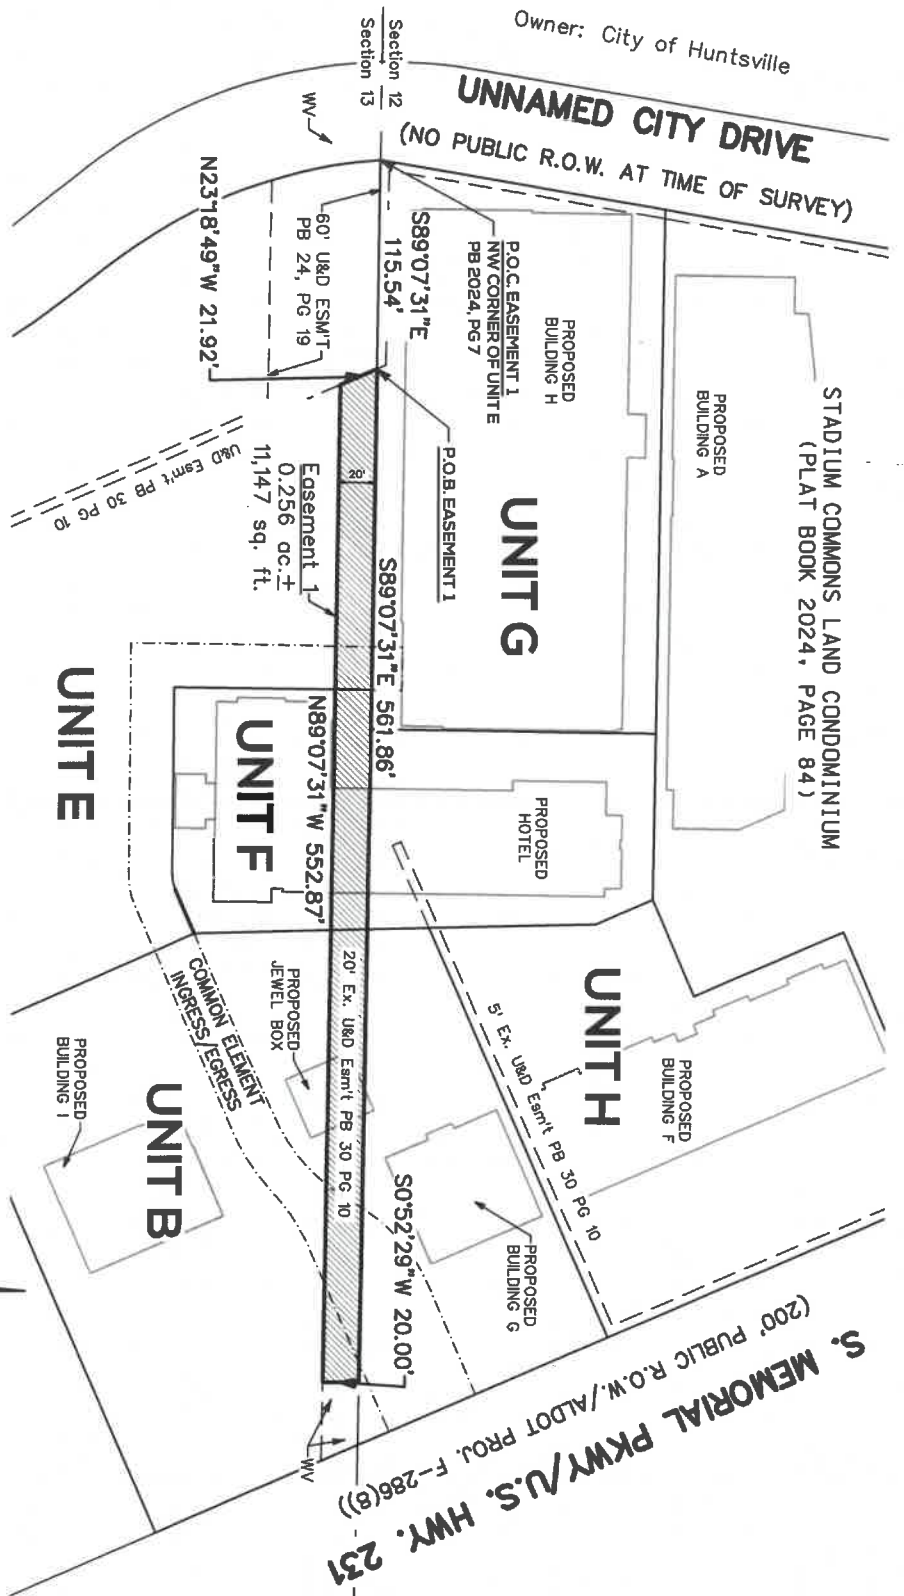 Owner: City of Huntsville
UNNAMED CITY DRIVE
(NO PUBLIC R.O.W. AT TIME OF SURVEY)
Section 12
Section 13
WV
STADIUM COMMONS LAND CONDOMINIUM
(PLAT BOOK 2024, PAGE 84)
PROPOSED
BUILDING A
PROPOSED
BUILDING H
P.O.C. EASEMENT 1
NW CORNER OF UNIT E
PB 2024, PG 7
S89°07'31"E
115.54'
60' U&D ESM'T
PB 24, PG 19
N23°18'49"W 21.92'
P.O.B. EASEMENT 1
UNIT G
20'
S89°07'31"E 561.86'
Easement 1
0.256 ac.±
11,147 sq. ft.
U&D Esm't PB 30 PG 10
N89°07'31"W 552.87'
UNIT F
UNIT E
PROPOSED
HOTEL
UNIT H
PROPOSED
BUILDING F
5' Ex. U&D Esm't PB 30 PG 10
20' Ex. U&D Esm't PB 30 PG 10
PROPOSED
JEWEL BOX
COMMON ELEMENT
INGRESS/EGRESS
UNIT B
PROPOSED
BUILDING I
PROPOSED
BUILDING G
S0°52'29"W 20.00'
WV
(200' PUBLIC R.O.W./ALDOT PROJ. F-286(8))
S. MEMORIAL PKWY/U.S. HWY. 231